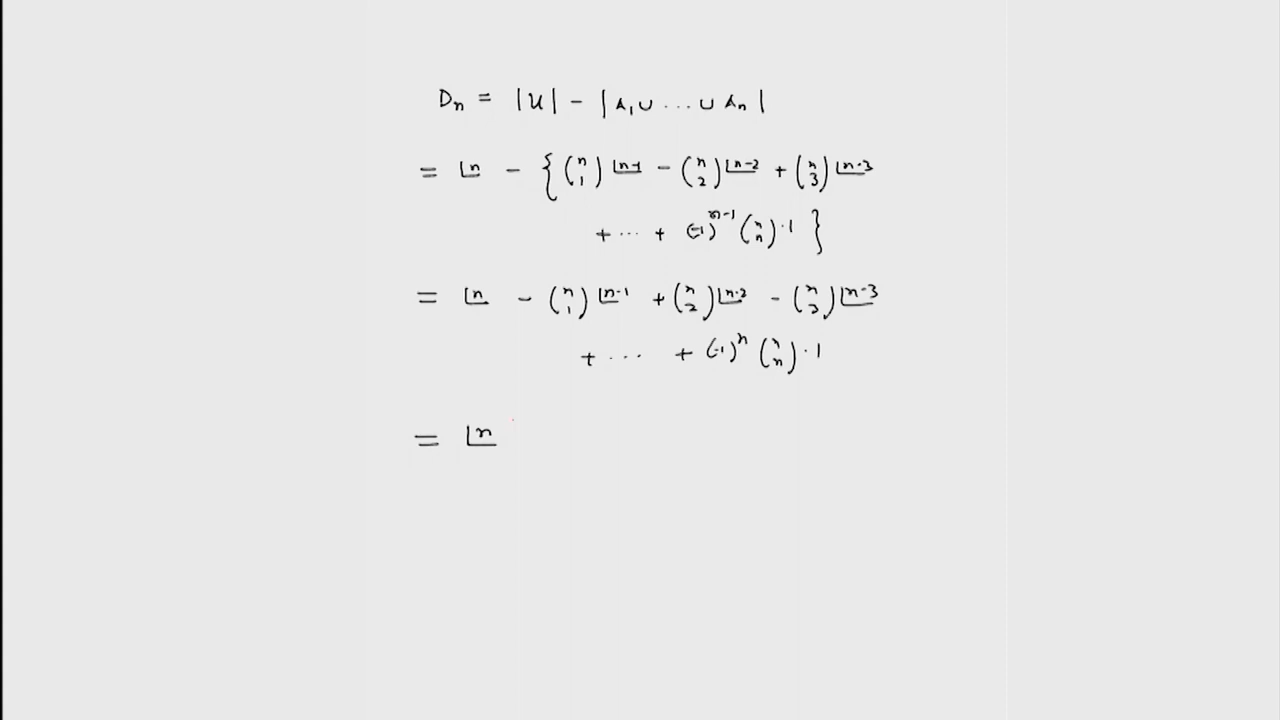 Dₙ = |U| - |A₁ ∪ ... ∪ Aₙ|
= ⌊n - { (n 1) ⌊n-1 - (n 2) ⌊n-2 + (n 3) ⌊n-3
+ ... + (-1)ⁿ⁻¹ (n n) · 1 }
= ⌊n - (n 1) ⌊n-1 + (n 2) ⌊n-2 - (n 3) ⌊n-3
+ ... + (-1)ⁿ (n n) · 1
= ⌊n